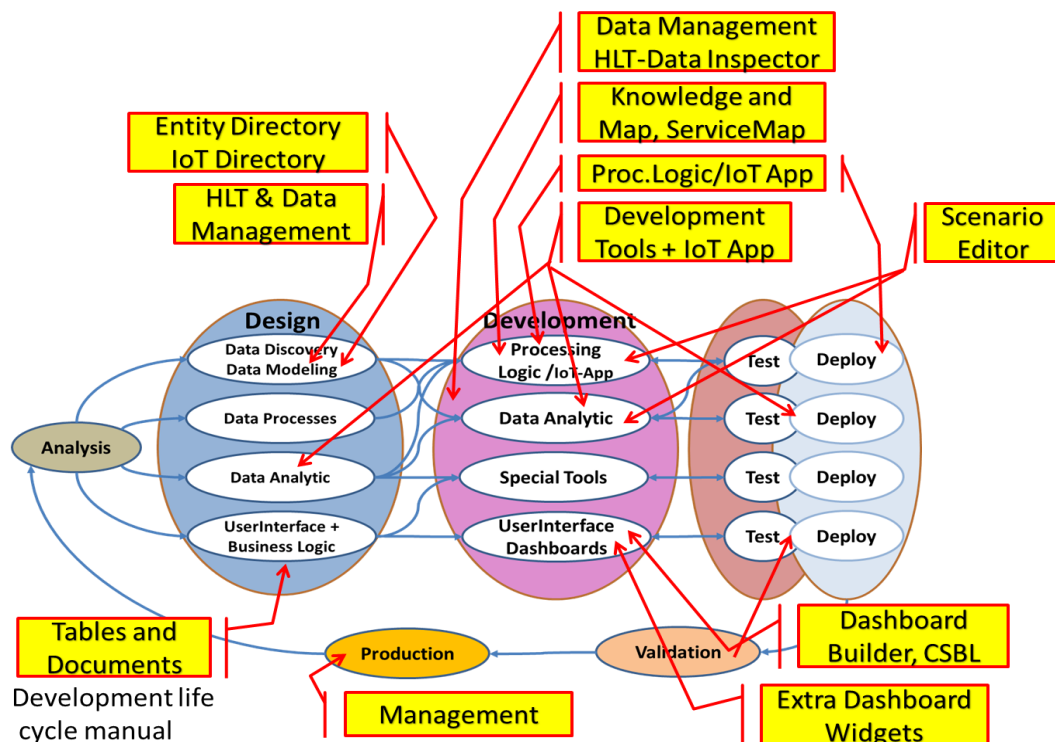 Data Management
HLT-Data Inspector
Knowledge and
Map, ServiceMap
Entity Directory
IoT Directory
Proc.Logic/IoT App
HLT & Data
Management
Development
Tools + IoT App
Scenario
Editor
Design
Development
Data Discovery
Data Modeling
Processing
Logic /IoT-App
Test
Deploy
Data Processes
Data Analytic
Test
Deploy
Analysis
Data Analytic
Special Tools
Test
Deploy
UserInterface +
Business Logic
UserInterface
Dashboards
Test
Deploy
Tables and
Documents
Production
Validation
Dashboard
Builder, CSBL
Development life
cycle manual
Management
Extra Dashboard
Widgets